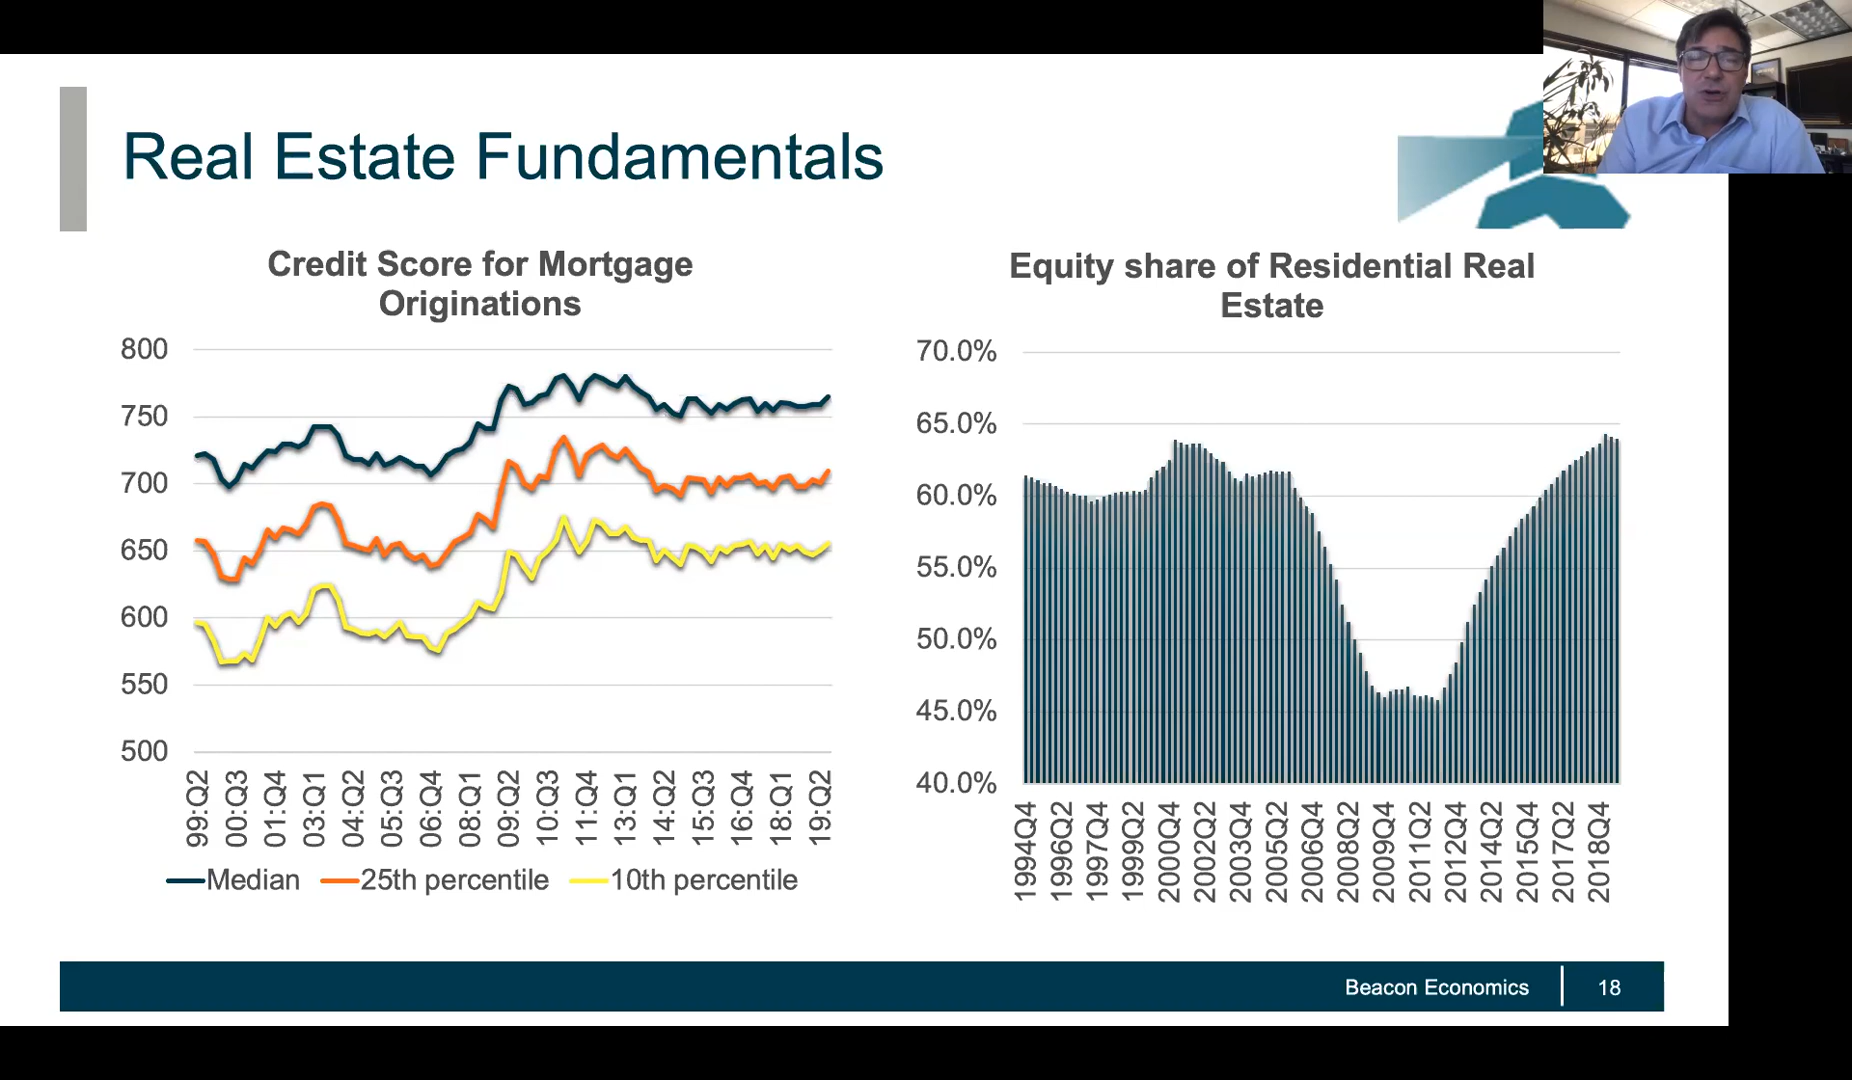 Real Estate Fundamentals
Credit Score for Mortgage
Originations
800
750
700
650
600
550
500
99:Q2
00:Q3
01:Q4
03:Q1
04:Q2
05:Q3
06:Q4
08:Q1
09:Q2
10:Q3
11:Q4
13:Q1
14:Q2
15:Q3
16:Q4
18:Q1
19:Q2
Median 25th percentile 10th percentile
Equity share of Residential Real
Estate
70.0%
65.0%
60.0%
55.0%
50.0%
45.0%
40.0%
1994Q4
1996Q2
1997Q4
1999Q2
2000Q4
2002Q2
2003Q4
2005Q2
2006Q4
2008Q2
2009Q4
2011Q2
2012Q4
2014Q2
2015Q4
2017Q2
2018Q4
Beacon Economics 18